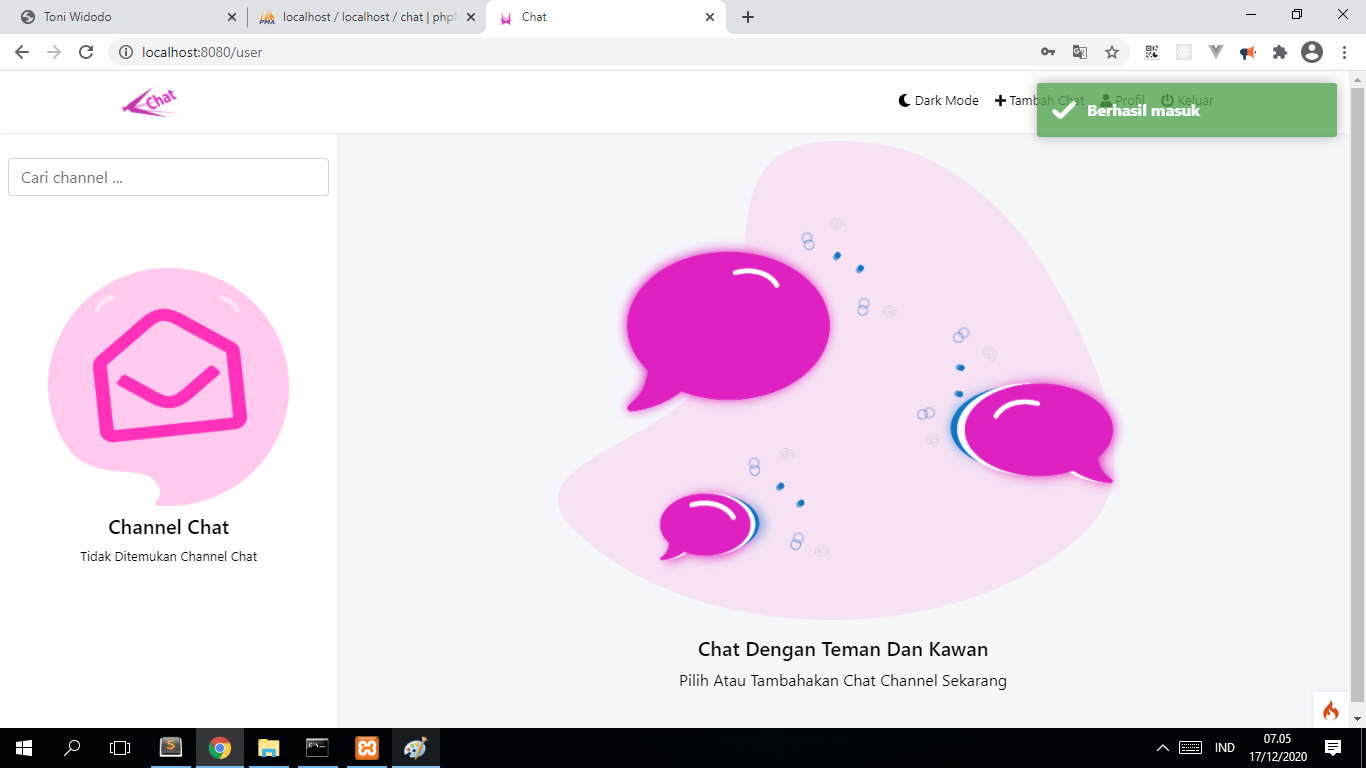 Toni Widodo
localhost / localhost / chat | php
Chat
localhost:8080/user
Chat
Dark Mode
Tambah Chat
Profil
Keluar
Berhasil masuk
Cari channel ...
Channel Chat
Tidak Ditemukan Channel Chat
Chat Dengan Teman Dan Kawan
Pilih Atau Tambahakan Chat Channel Sekarang
IND
07.05
17/12/2020